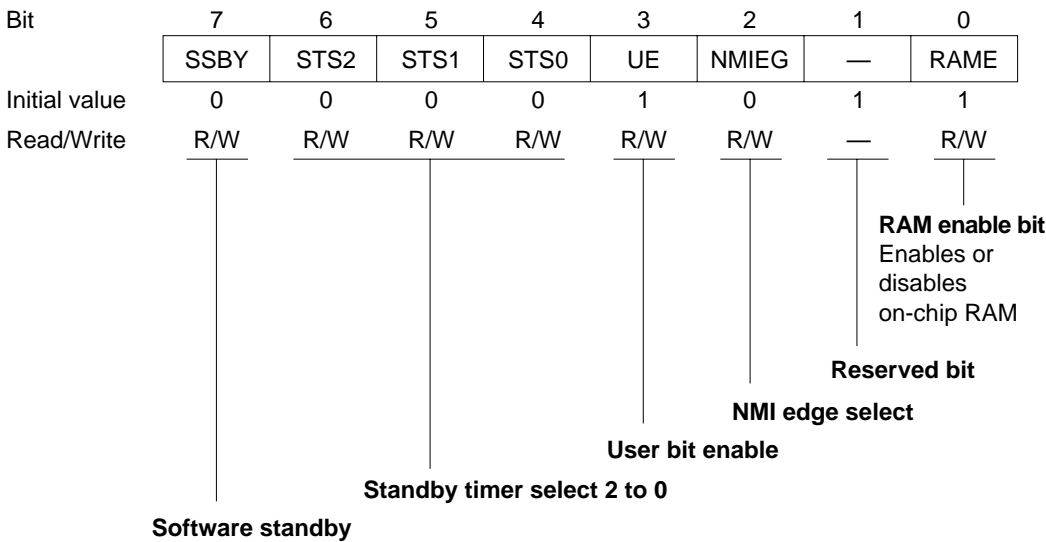 Bit 7 6 5 4 3 2 1 0
SSBY STS2 STS1 STS0 UE NMIEG — RAME
Initial value 0 0 0 0 1 0 1 1
Read/Write R/W R/W R/W R/W R/W R/W — R/W
RAM enable bit
Enables or
disables
on-chip RAM
Reserved bit
NMI edge select
User bit enable
Standby timer select 2 to 0
Software standby